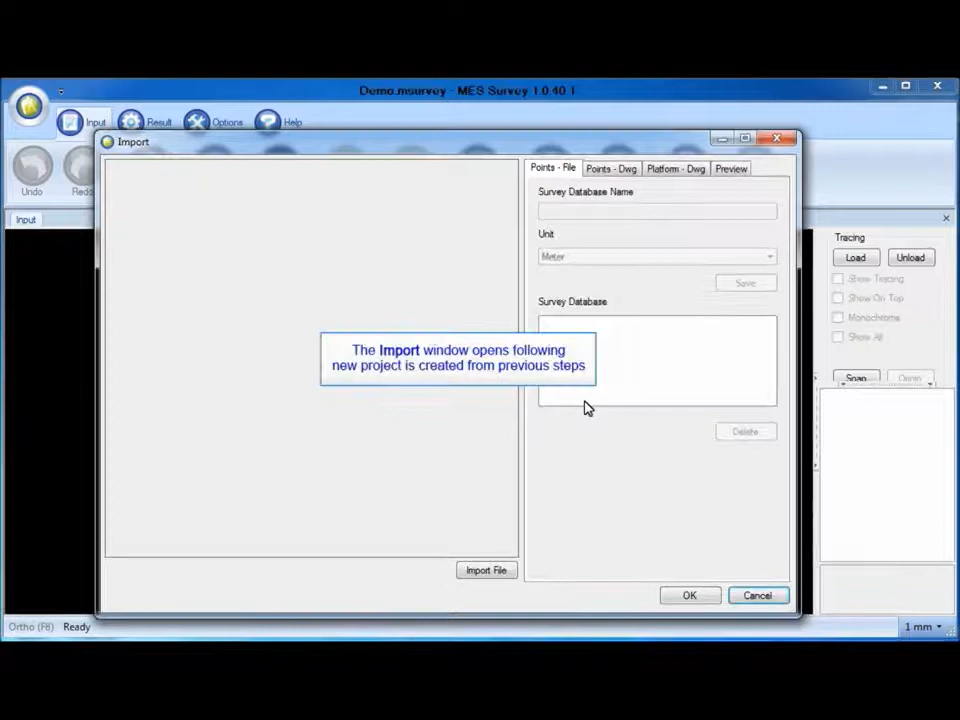 Demo.msurvey - MES Survey 1.0.40.1
Input
Result
Options
Help
Import
Undo
Redo
Input
Points - File
Points - Dwg
Platform - Dwg
Preview
Survey Database Name
Unit
Meter
Save
Survey Database
The Import window opens following
new project is created from previous steps
Delete
Import File
OK
Cancel
Tracing
Load
Unload
Show Tracing
Show On Top
Monochrome
Show All
Snap
Ortho (F8)
Ready
1 mm